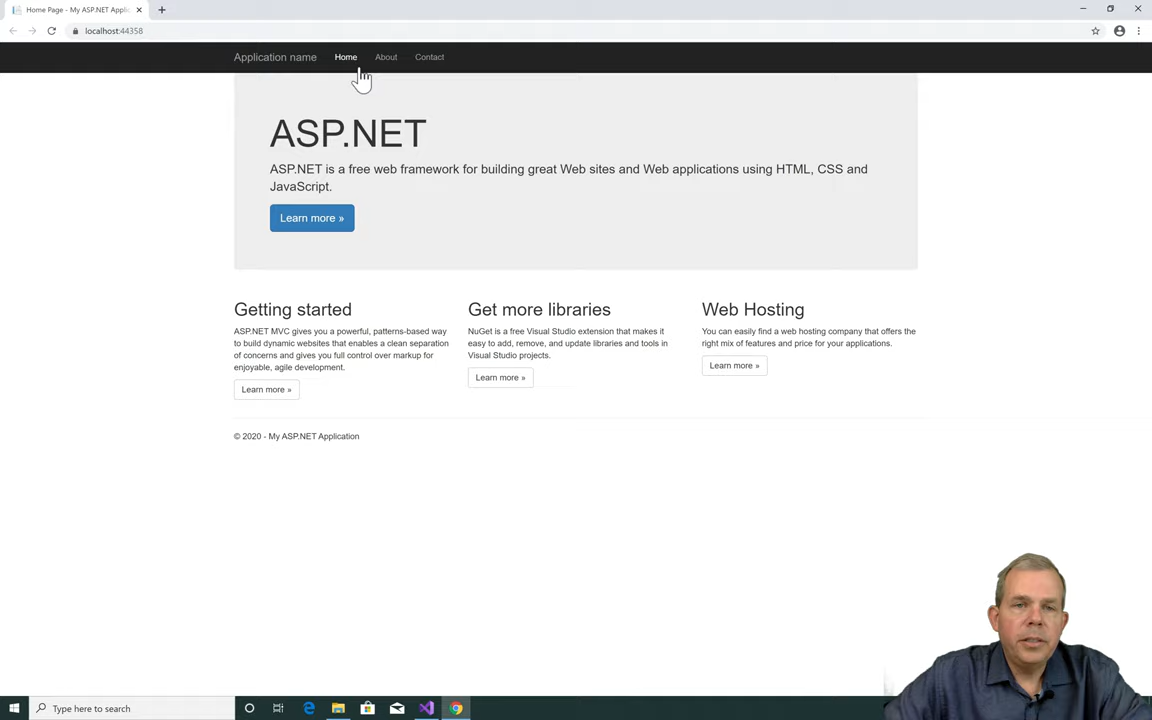 Home Page - My ASP.NET Applic
localhost:44358
Application name Home About Contact
ASP.NET
ASP.NET is a free web framework for building great Web sites and Web applications using HTML, CSS and
JavaScript.
Learn more »
Getting started
ASP.NET MVC gives you a powerful, patterns-based way
to build dynamic websites that enables a clean separation
of concerns and gives you full control over markup for
enjoyable, agile development.
Learn more »
Get more libraries
NuGet is a free Visual Studio extension that makes it
easy to add, remove, and update libraries and tools in
Visual Studio projects.
Learn more »
Web Hosting
You can easily find a web hosting company that offers the
right mix of features and price for your applications.
Learn more »
© 2020 - My ASP.NET Application
Type here to search